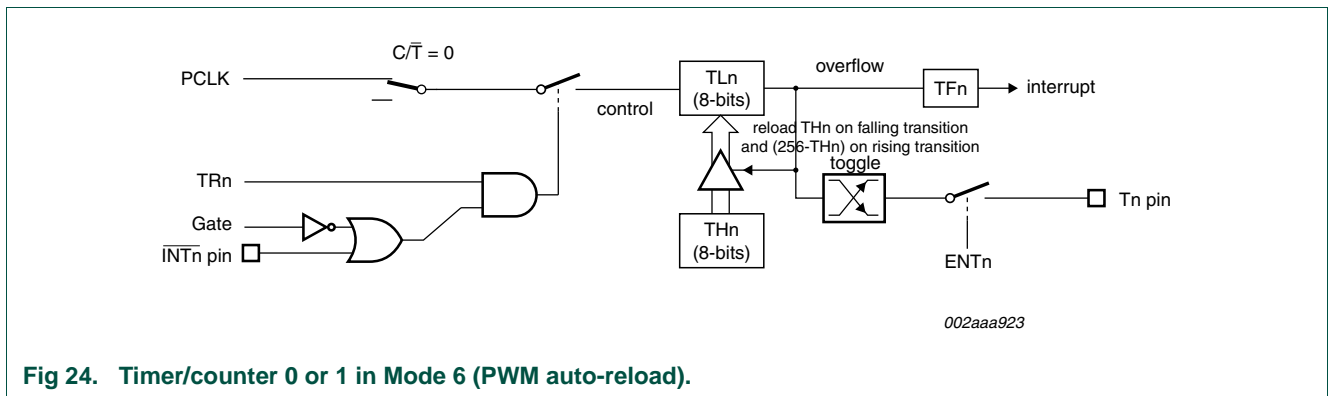 C/T̅ = 0
PCLK
TLn
(8-bits)
overflow
TFn
interrupt
control
reload THn on falling transition
and (256-THn) on rising transition
toggle
TRn
Gate
I̅N̅T̅n̅ pin
THn
(8-bits)
Tn pin
ENTn
002aaa923
Fig 24. Timer/counter 0 or 1 in Mode 6 (PWM auto-reload).